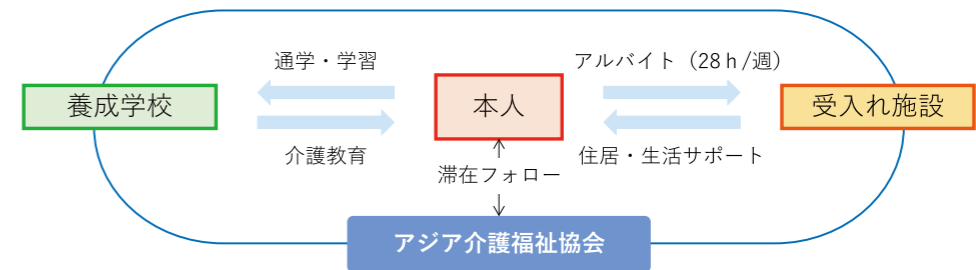 通学・学習
アルバイト（28ｈ/週）
養成学校
本人
受入れ施設
介護教育
住居・生活サポート
滞在フォロー
アジア介護福祉協会